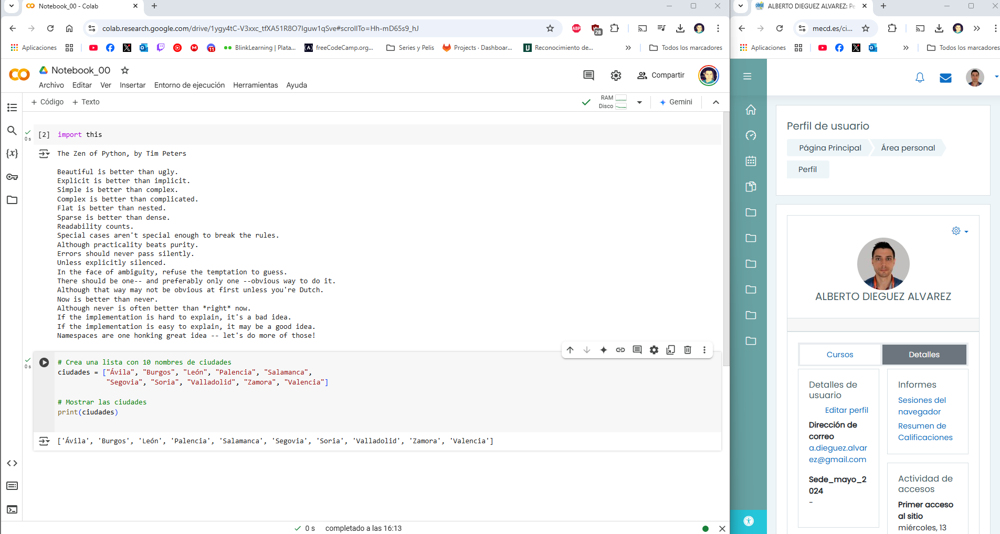 Notebook_00 - Colab
colab.research.google.com/drive/1ygy4tC-V3xxc_tfXA51R8O7Iguw1qSve#scrollTo=Hh-mD65s9_hJ
ABP
28
Aplicaciones
11
BlinkLearning | Plata...
freeCodeCamp.org...
Series y Pelis
Projects · Dashboar...
Reconocimiento de...
Todos los marcadores
Notebook_00
Archivo Editar Ver Insertar Entorno de ejecución Herramientas Ayuda
Compartir
+ Código + Texto
RAM
Disco
Gemini
[2] import this
0 s
The Zen of Python, by Tim Peters
Beautiful is better than ugly.
Explicit is better than implicit.
Simple is better than complex.
Complex is better than complicated.
Flat is better than nested.
Sparse is better than dense.
Readability counts.
Special cases aren't special enough to break the rules.
Although practicality beats purity.
Errors should never pass silently.
Unless explicitly silenced.
In the face of ambiguity, refuse the temptation to guess.
There should be one-- and preferably only one --obvious way to do it.
Although that way may not be obvious at first unless you're Dutch.
Now is better than never.
Although never is often better than *right* now.
If the implementation is hard to explain, it's a bad idea.
If the implementation is easy to explain, it may be a good idea.
Namespaces are one honking great idea -- let's do more of those!
0 s
# Crea una lista con 10 nombres de ciudades
ciudades = ["Ávila", "Burgos", "León", "Palencia", "Salamanca",
"Segovia", "Soria", "Valladolid", "Zamora", "Valencia"]
# Mostrar las ciudades
print(ciudades)
['Ávila', 'Burgos', 'León', 'Palencia', 'Salamanca', 'Segovia', 'Soria', 'Valladolid', 'Zamora', 'Valencia']
0 s completado a las 16:13
ALBERTO DIEGUEZ ALVAREZ: Pe
mecd.es/ci...
Aplicaciones
Todos los marcadores
Perfil de usuario
Página Principal
Área personal
Perfil
ALBERTO DIEGUEZ ALVAREZ
Cursos
Detalles
Detalles de
usuario
Editar perfil
Dirección de
correo
a.dieguez.alvar
ez@gmail.com
Sede_mayo_2
024
-
Informes
Sesiones del
navegador
Resumen de
Calificaciones
Actividad de
accesos
Primer acceso
al sitio
miércoles, 13